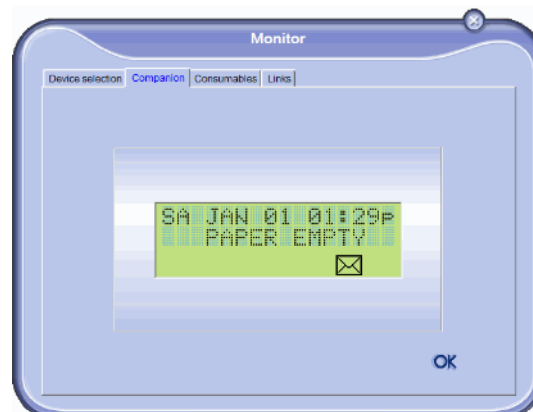 Monitor
Device selection Companion Consumables Links
SA JAN 01 01:29p
PAPER EMPTY
OK